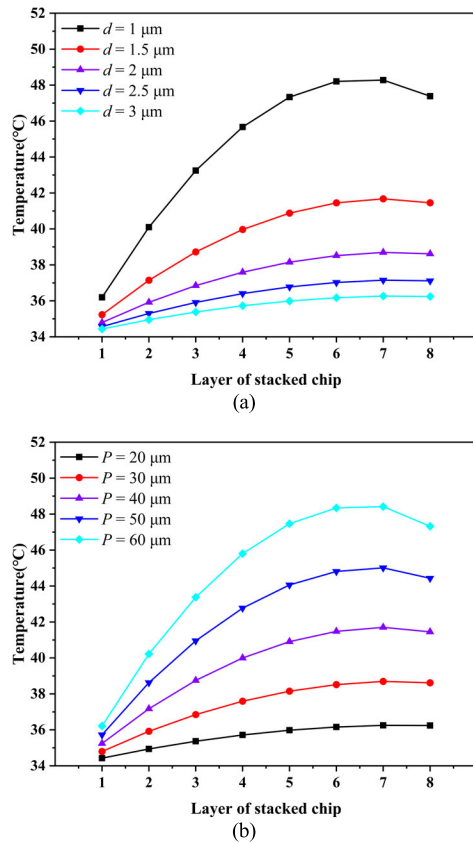 52
50
48
46
44
42
40
38
36
34
Temperature(°C)
d = 1 μm
d = 1.5 μm
d = 2 μm
d = 2.5 μm
d = 3 μm
1 2 3 4 5 6 7 8
Layer of stacked chip
(a)
52
50
48
46
44
42
40
38
36
34
Temperature(°C)
P = 20 μm
P = 30 μm
P = 40 μm
P = 50 μm
P = 60 μm
1 2 3 4 5 6 7 8
Layer of stacked chip
(b)